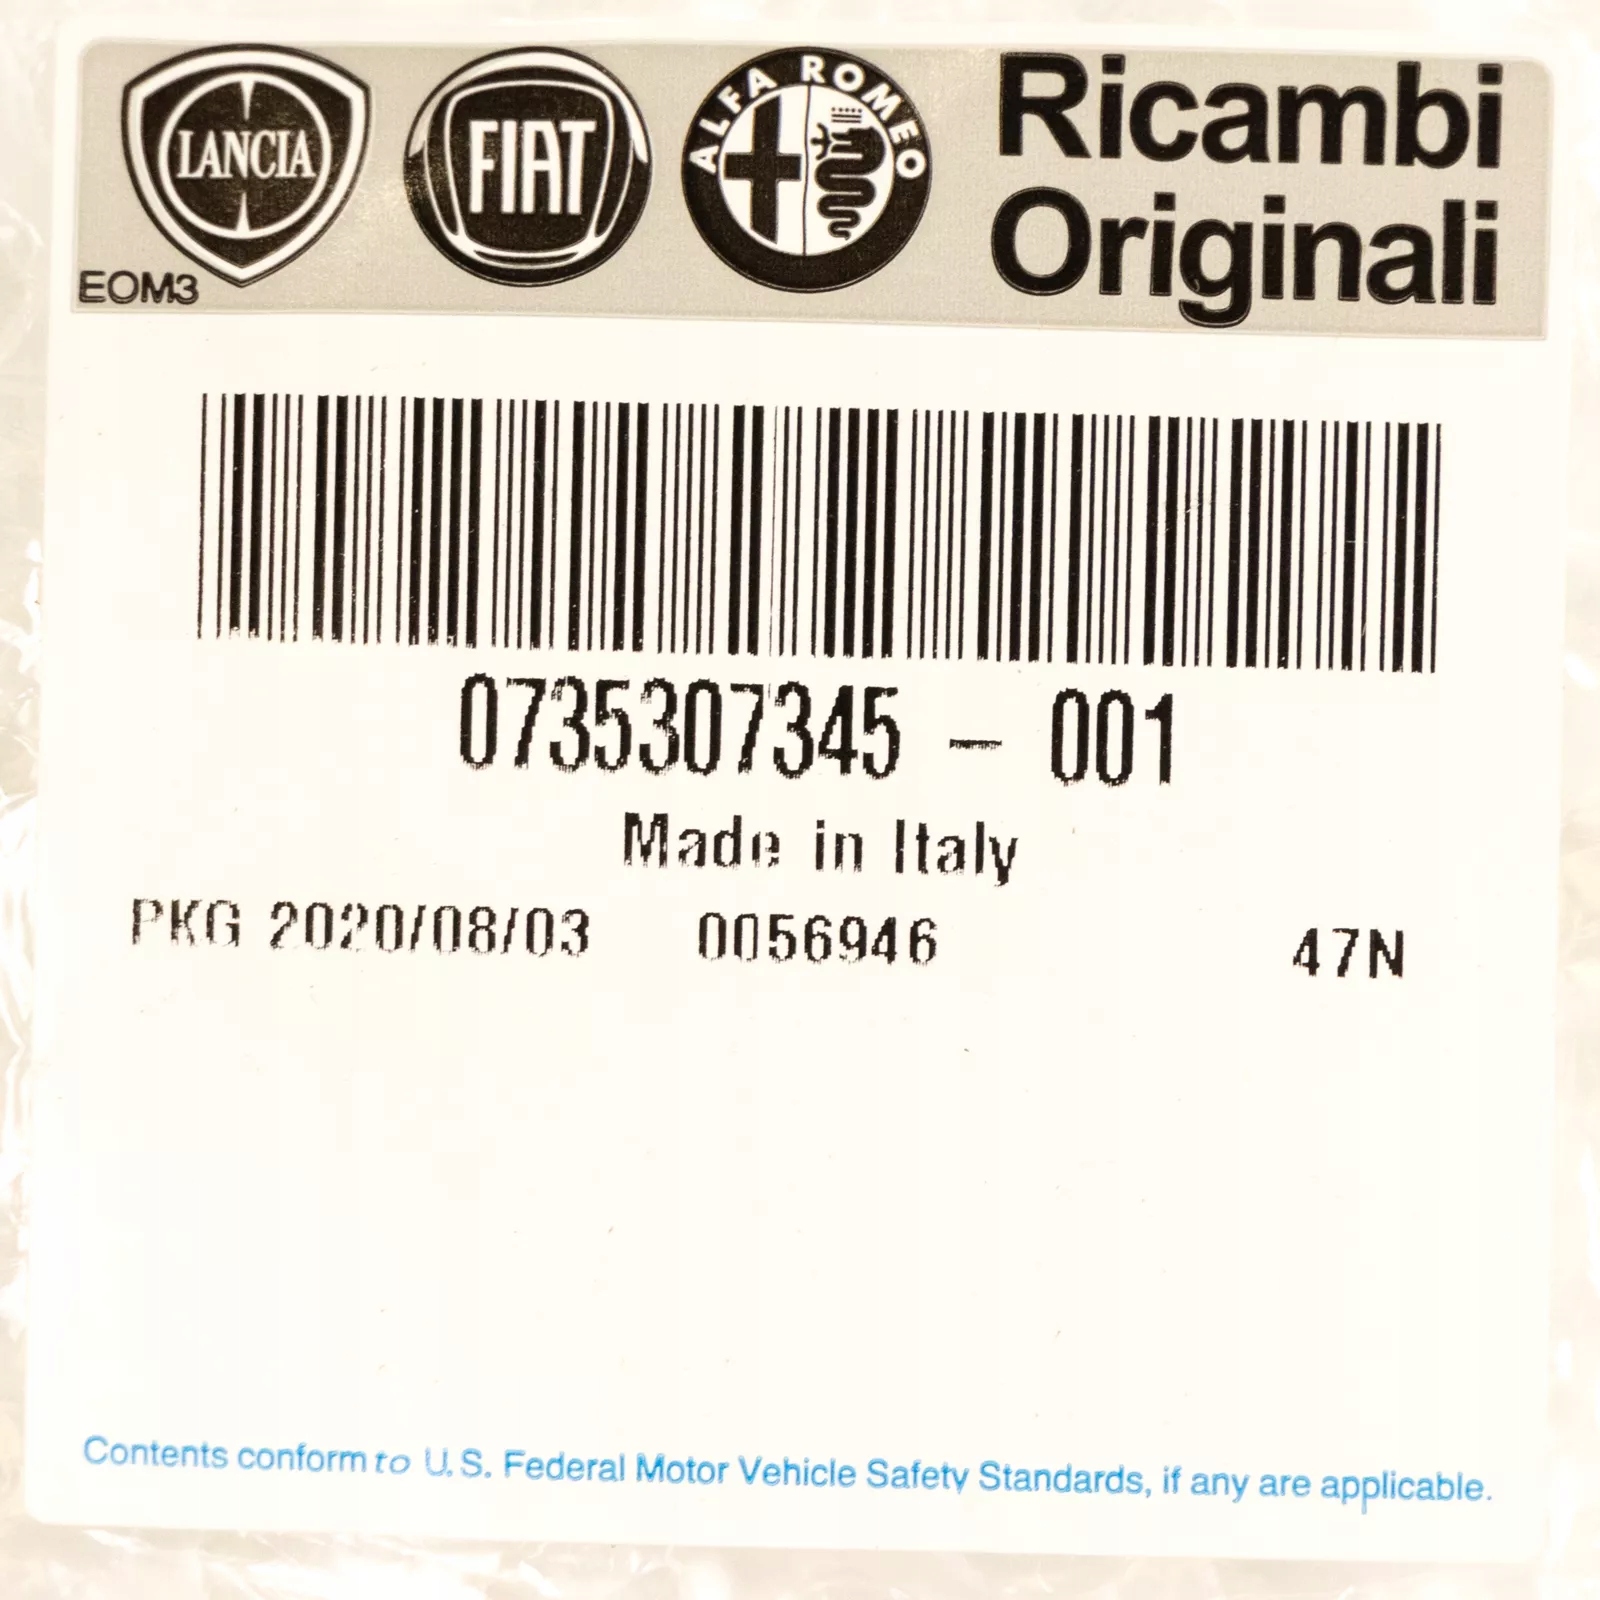 LANCIA FIAT ALFA ROMEO Ricambi
Originali
EOM3
0735307345 - 001
Made in Italy
PKG 2020/08/03 0056946 47N
Contents conform to U.S. Federal Motor Vehicle Safety Standards, if any are applicable.